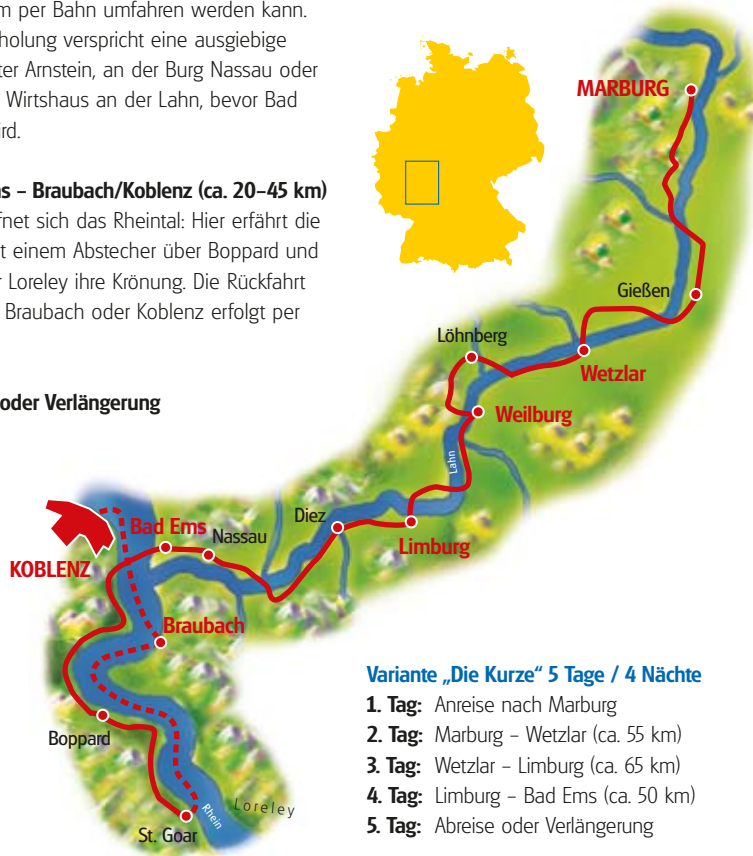 m per Bahn umfahren werden kann.
holung verspricht eine ausgiebige
ter Arnstein, an der Burg Nassau oder
Wirtshaus an der Lahn, bevor Bad
ird.
ns – Braubach/Koblenz (ca. 20–45 km)
fnet sich das Rheintal: Hier erfährt die
t einem Abstecher über Boppard und
r Loreley ihre Krönung. Die Rückfahrt
Braubach oder Koblenz erfolgt per
oder Verlängerung
MARBURG
Gießen
Löhnberg
Wetzlar
Weilburg
Lahn
Diez
Limburg
Bad Ems
Nassau
KOBLENZ
Braubach
Boppard
Rhein
Loreley
St. Goar
Variante „Die Kurze“ 5 Tage / 4 Nächte
1. Tag: Anreise nach Marburg
2. Tag: Marburg – Wetzlar (ca. 55 km)
3. Tag: Wetzlar – Limburg (ca. 65 km)
4. Tag: Limburg – Bad Ems (ca. 50 km)
5. Tag: Abreise oder Verlängerung